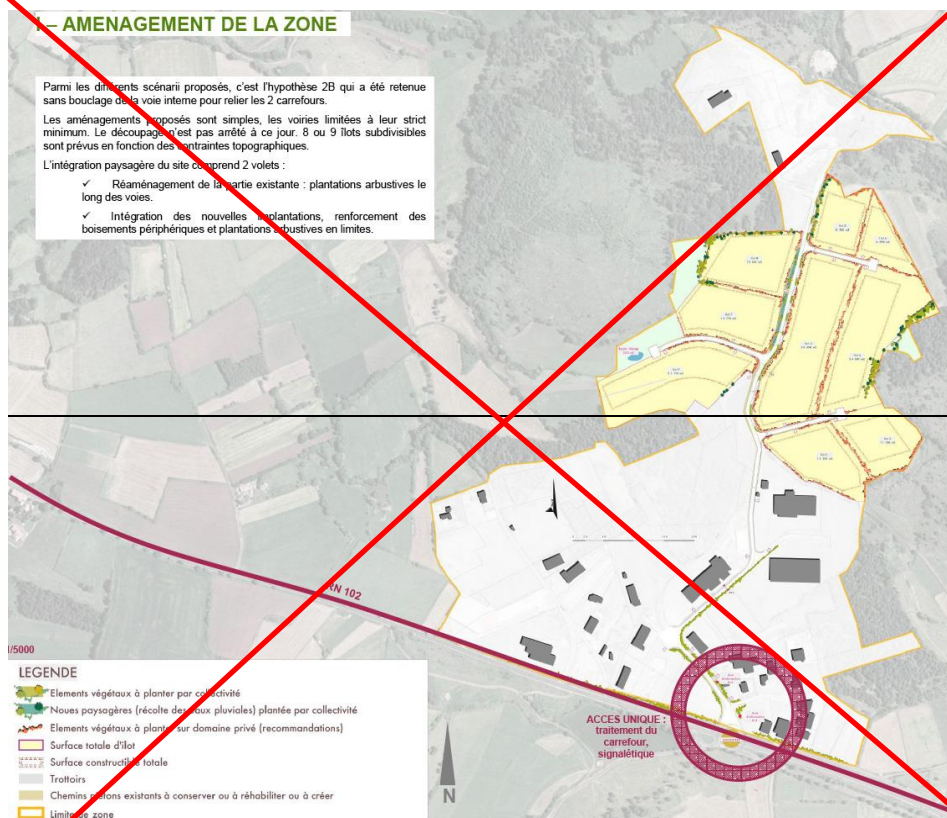 I – AMENAGEMENT DE LA ZONE
Parmi les différents scénarii proposés, c'est l'hypothèse 2B qui a été retenue
sans bouclage de la voie interne pour relier les 2 carrefours.
Les aménagements proposés sont simples, les voiries limitées à leur strict
minimum. Le découpage n'est pas arrêté à ce jour. 8 ou 9 îlots subdivisibles
sont prévus en fonction des contraintes topographiques.
L'intégration paysagère du site comprend 2 volets :
✓ Réaménagement de la partie existante : plantations arbustives le
long des voies.
✓ Intégration des nouvelles implantations, renforcement des
boisements périphériques et plantations arbustives en limites.
RN 102
1/5000
LEGENDE
Elements végétaux à planter par collectivité
Noues paysagères (récolte des eaux pluviales) plantée par collectivité
Elements végétaux à planter sur domaine privé (recommandations)
Surface totale d'îlot
Surface constructible totale
Trottoirs
Chemins piétons existants à conserver ou à réhabiliter ou à créer
Limite de zone
ACCES UNIQUE :
traitement du
carrefour,
signalétique
N